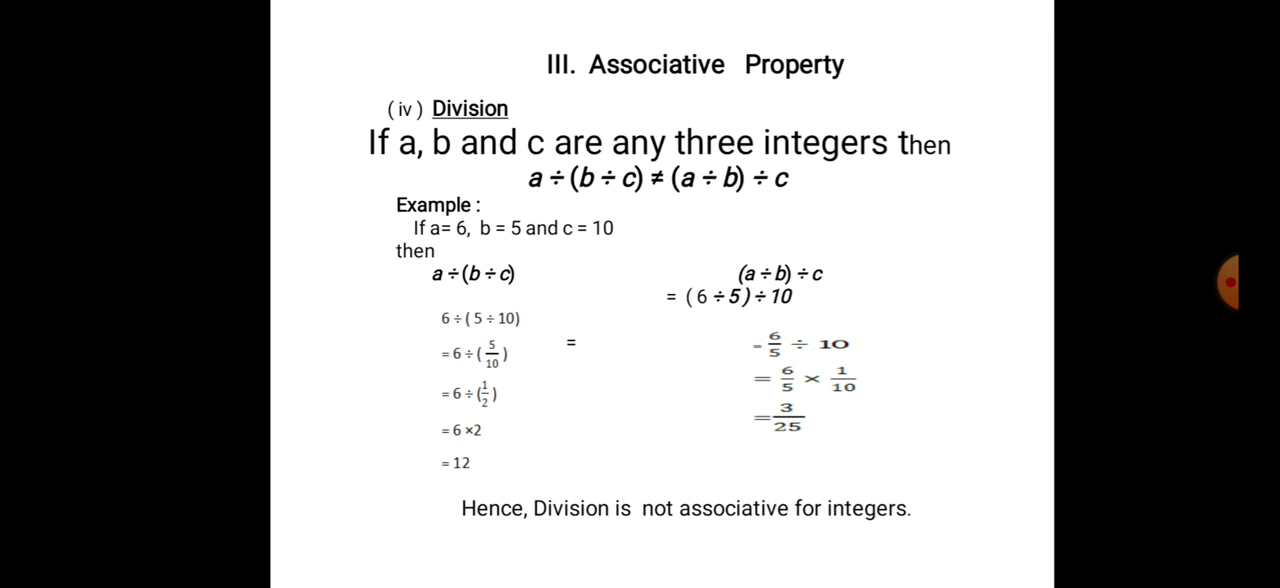 III. Associative Property
( iv ) Division
If a, b and c are any three integers then
a ÷ (b ÷ c) ≠ (a ÷ b) ÷ c
Example :
If a= 6, b = 5 and c = 10
then
a ÷ (b ÷ c)
6 ÷ ( 5 ÷ 10)
= 6 ÷ ( 5/10 )
= 6 ÷ ( 1/2 )
= 6 ×2
= 12
=
(a ÷ b) ÷ c
= ( 6 ÷ 5 ) ÷ 10
- 6/5 ÷ 10
= 6/5 × 1/10
= 3/25
Hence, Division is not associative for integers.